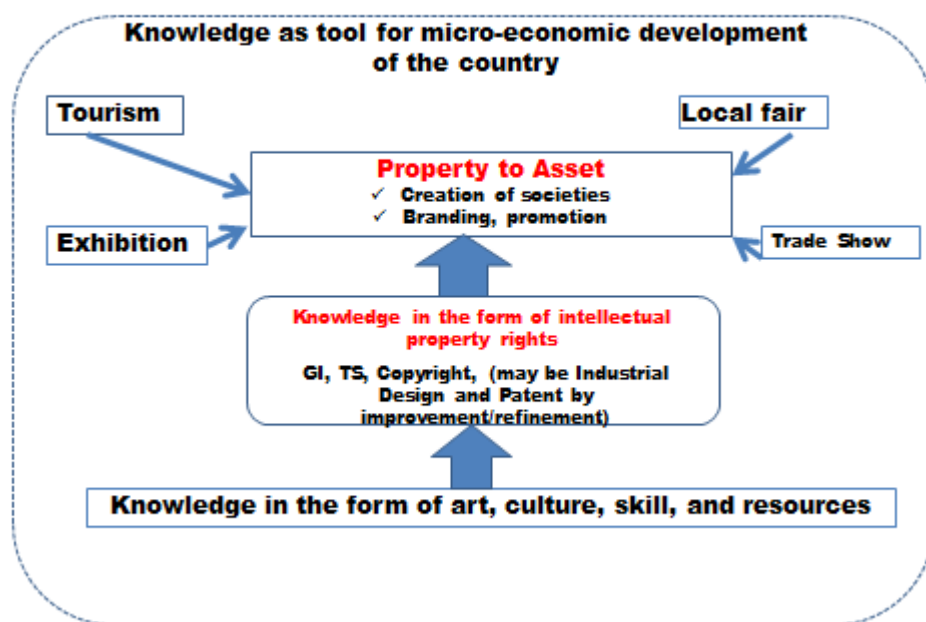 Knowledge as tool for micro-economic development
of the country
Tourism
Local fair
Property to Asset
✓ Creation of societies
✓ Branding, promotion
Exhibition
Trade Show
Knowledge in the form of intellectual
property rights
GI, TS, Copyright, (may be Industrial
Design and Patent by
improvement/refinement)
Knowledge in the form of art, culture, skill, and resources